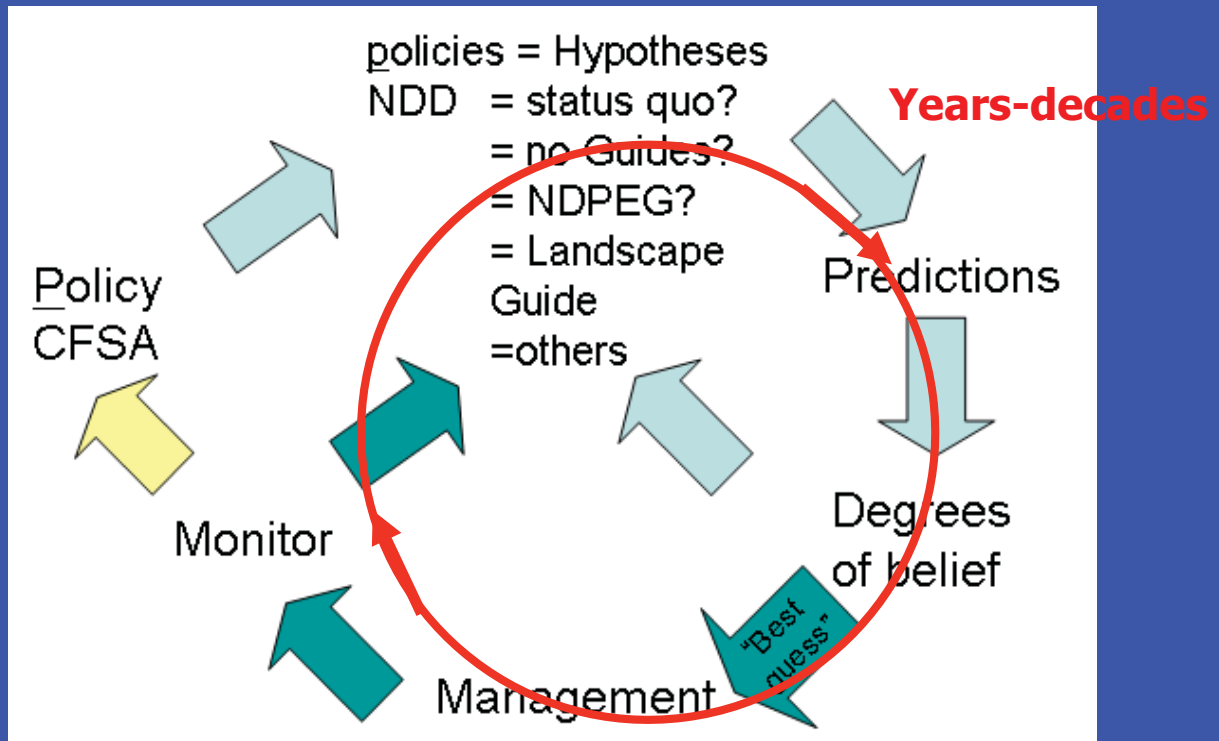 policies = Hypotheses
NDD = status quo?
= no Guides?
= NDPEG?
= Landscape
Guide
=others
Years-decades
Predictions
Degrees
of belief
"Best
guess"
Management
Monitor
Policy
CFSA